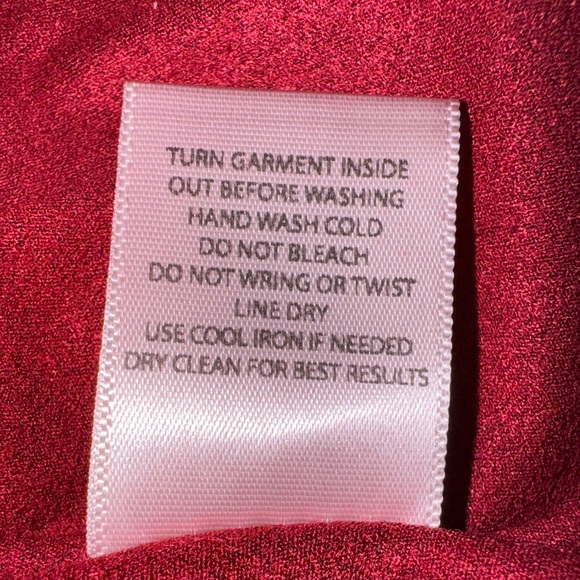 TURN GARMENT INSIDE
OUT BEFORE WASHING
HAND WASH COLD
DO NOT BLEACH
DO NOT WRING OR TWIST
LINE DRY
USE COOL IRON IF NEEDED
DRY CLEAN FOR BEST RESULTS